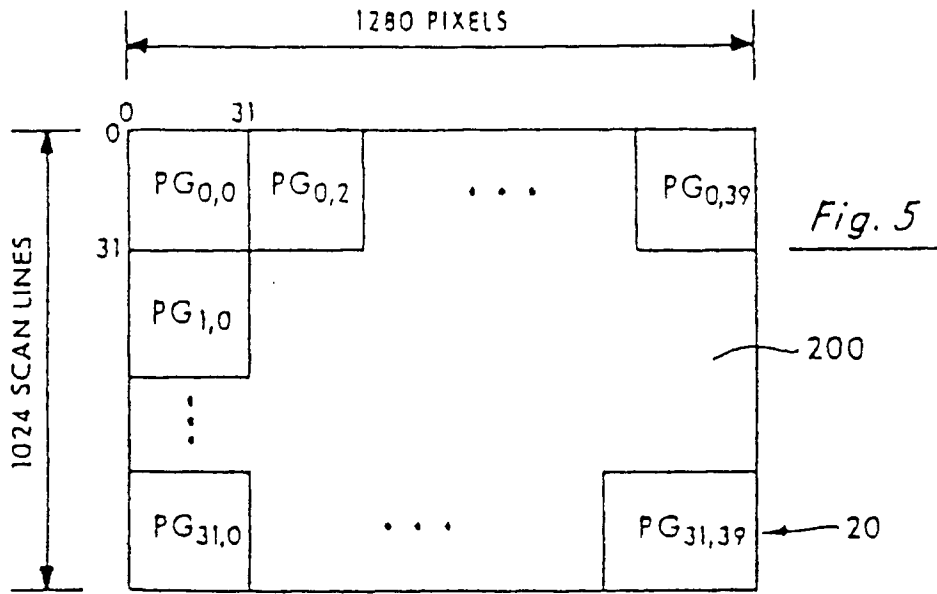 1280 PIXELS
0 31
0
PG0,0 PG0,2 . . . PG0,39
Fig. 5
31
1024 SCAN LINES
PG1,0
200
PG31,0 . . . PG31,39
20